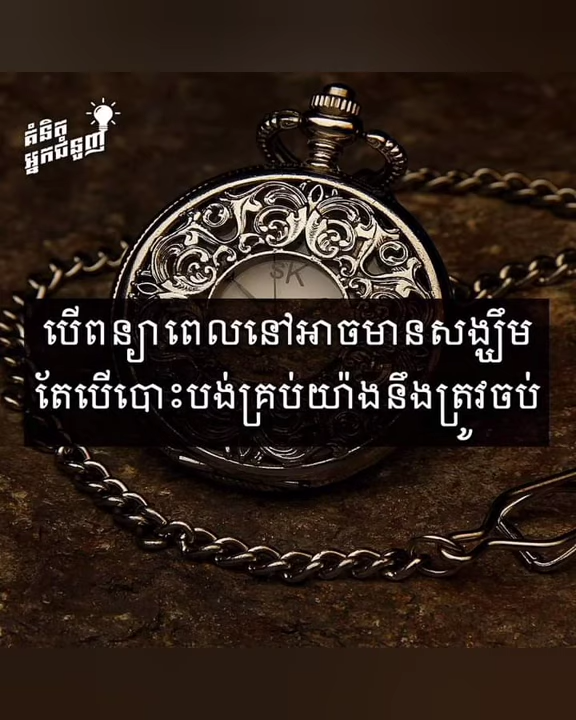 គំនិត
អ្នកជំនួញ
SK
បើពន្យាពេលនៅអាចមានសង្ឃឹម
តែបើបោះបង់គ្រប់យ៉ាងនឹងត្រូវចប់